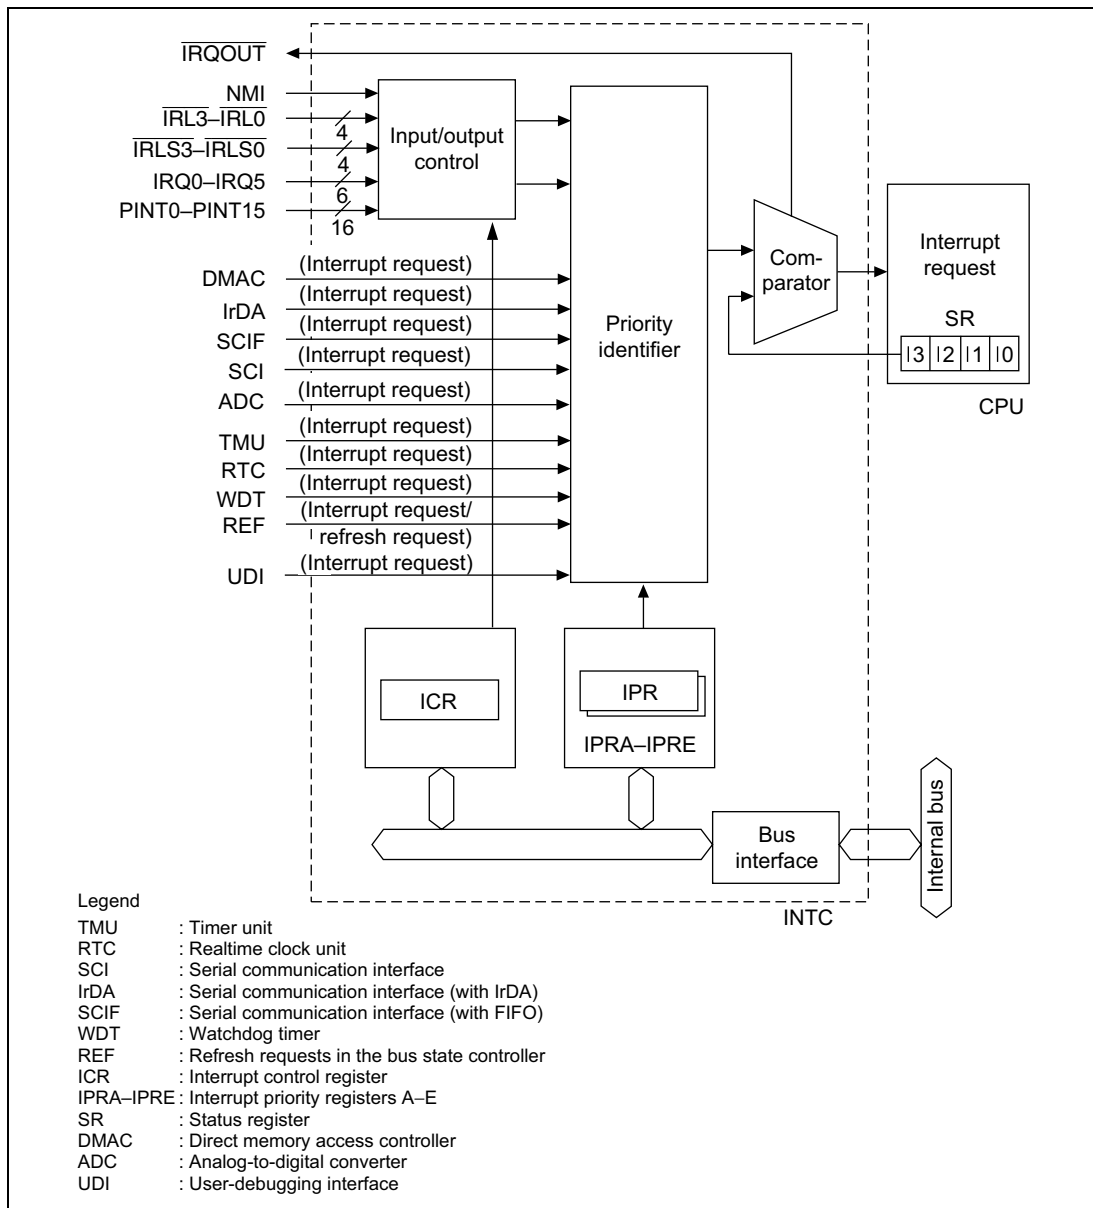 IRQOUT
NMI
IRL3–IRL0
4
IRLS3–IRLS0
4
IRQ0–IRQ5
6
PINT0–PINT15
16
Input/output
control
DMAC
(Interrupt request)
IrDA
(Interrupt request)
SCIF
(Interrupt request)
SCI
(Interrupt request)
ADC
(Interrupt request)
TMU
(Interrupt request)
RTC
(Interrupt request)
WDT
(Interrupt request)
REF
(Interrupt request/
refresh request)
UDI
(Interrupt request)
Priority
identifier
Com-
parator
Interrupt
request
SR
I3 I2 I1 I0
CPU
ICR
IPR
IPRA–IPRE
Bus
interface
Internal bus
INTC
Legend
TMU : Timer unit
RTC : Realtime clock unit
SCI : Serial communication interface
IrDA : Serial communication interface (with IrDA)
SCIF : Serial communication interface (with FIFO)
WDT : Watchdog timer
REF : Refresh requests in the bus state controller
ICR : Interrupt control register
IPRA–IPRE : Interrupt priority registers A–E
SR : Status register
DMAC : Direct memory access controller
ADC : Analog-to-digital converter
UDI : User-debugging interface